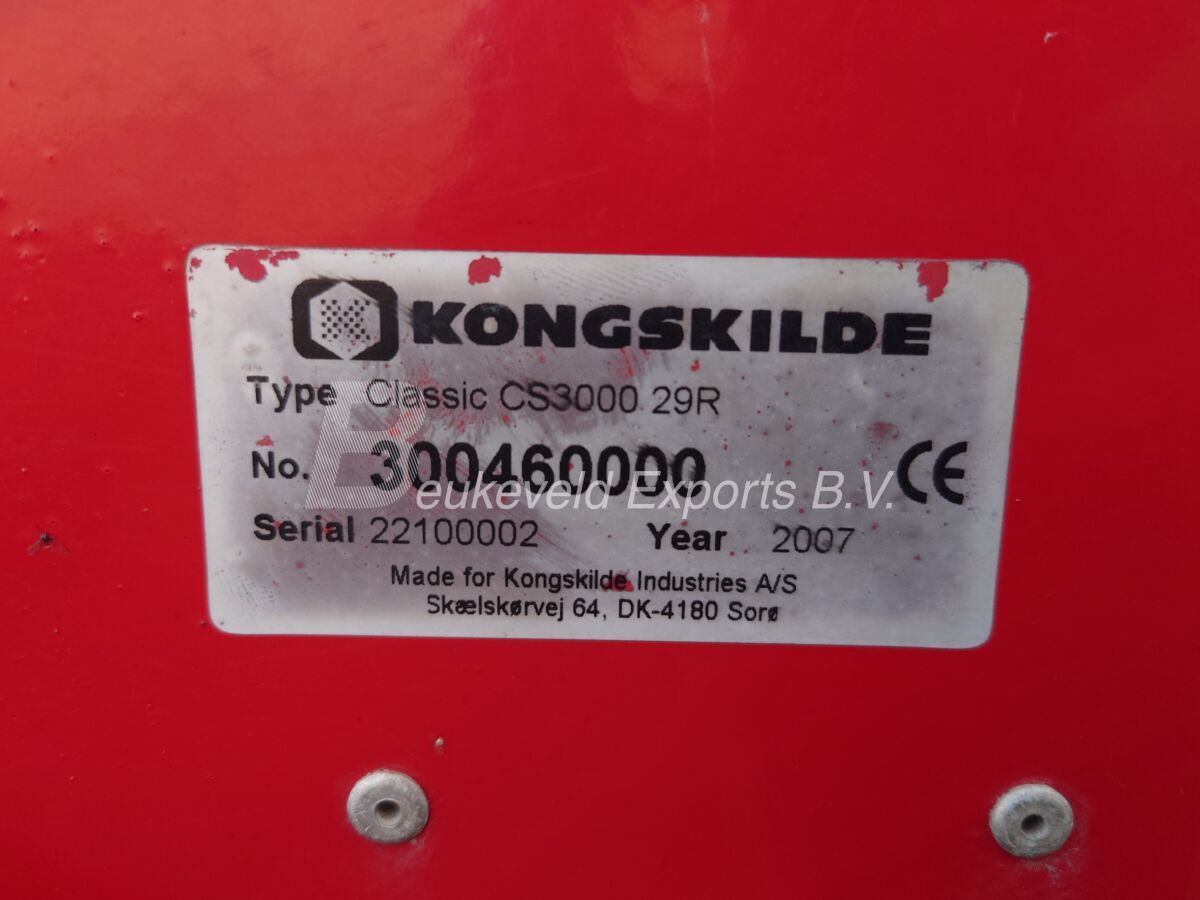 KONGSKILDE
Type Classic CS3000 29R
No. 300460000
Beukeveld Exports B.V.
CE
Serial 22100002 Year 2007
Made for Kongskilde Industries A/S
Skælskørvej 64, DK-4180 Sorø